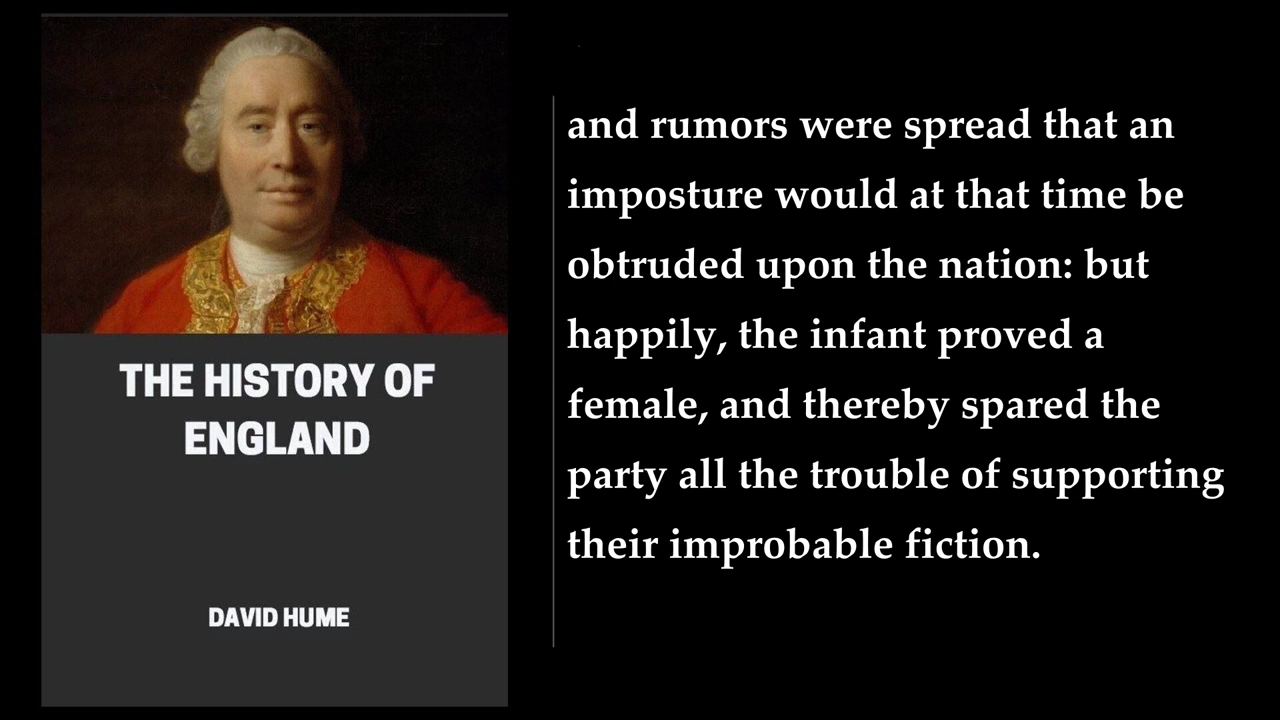 THE HISTORY OF
ENGLAND
DAVID HUME
and rumors were spread that an
imposture would at that time be
obtruded upon the nation: but
happily, the infant proved a
female, and thereby spared the
party all the trouble of supporting
their improbable fiction.